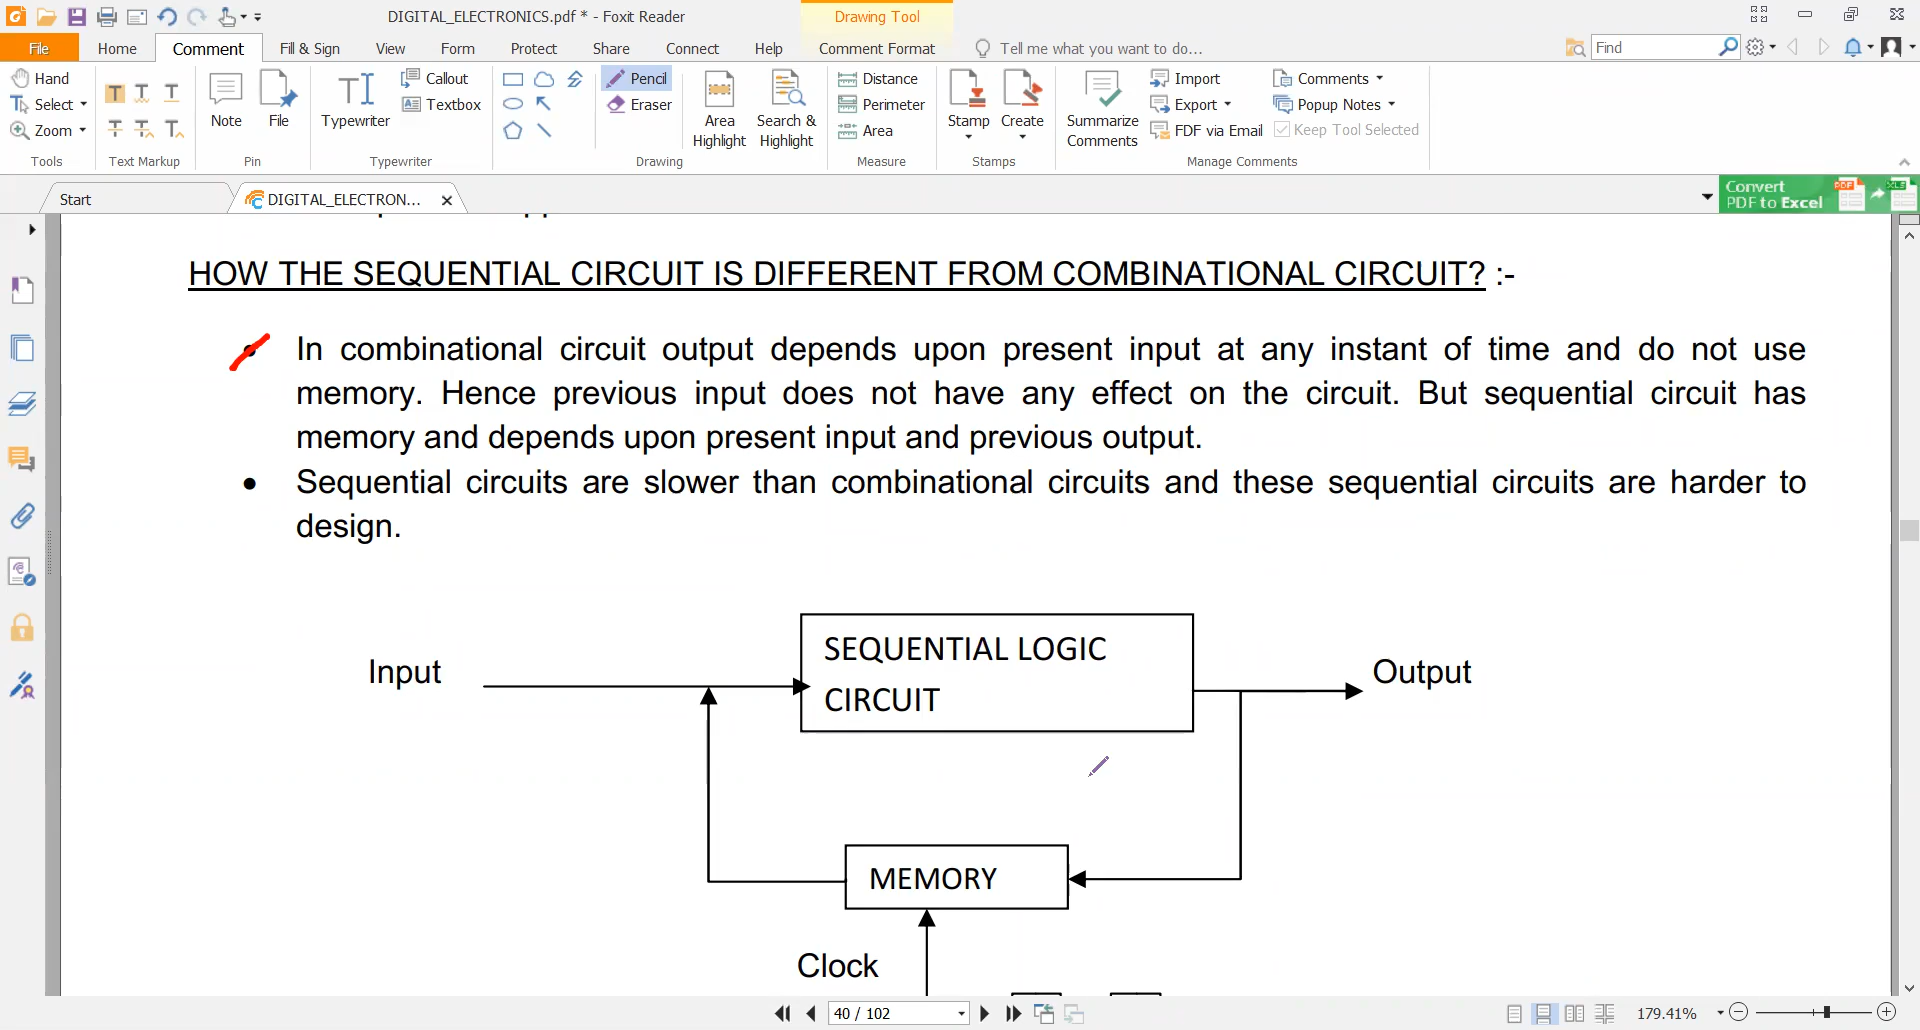 DIGITAL_ELECTRONICS.pdf * - Foxit Reader
Drawing Tool
File Home Comment Fill & Sign View Form Protect Share Connect Help Comment Format Tell me what you want to do... Find
Hand
Select
Zoom
Tools
Text Markup
Note
File
Pin
Typewriter
Callout
Textbox
Typewriter
Pencil
Eraser
Area
Highlight
Search &
Highlight
Drawing
Distance
Perimeter
Area
Measure
Stamp
Create
Stamps
Summarize
Comments
Import
Export
FDF via Email
Comments
Popup Notes
Keep Tool Selected
Manage Comments
Start
DIGITAL_ELECTRON...
Convert
PDF to Excel
PDF
XLS
HOW THE SEQUENTIAL CIRCUIT IS DIFFERENT FROM COMBINATIONAL CIRCUIT? :-
In combinational circuit output depends upon present input at any instant of time and do not use
memory. Hence previous input does not have any effect on the circuit. But sequential circuit has
memory and depends upon present input and previous output.
• Sequential circuits are slower than combinational circuits and these sequential circuits are harder to
design.
Input
SEQUENTIAL LOGIC
CIRCUIT
Output
MEMORY
Clock
40 / 102
179.41%